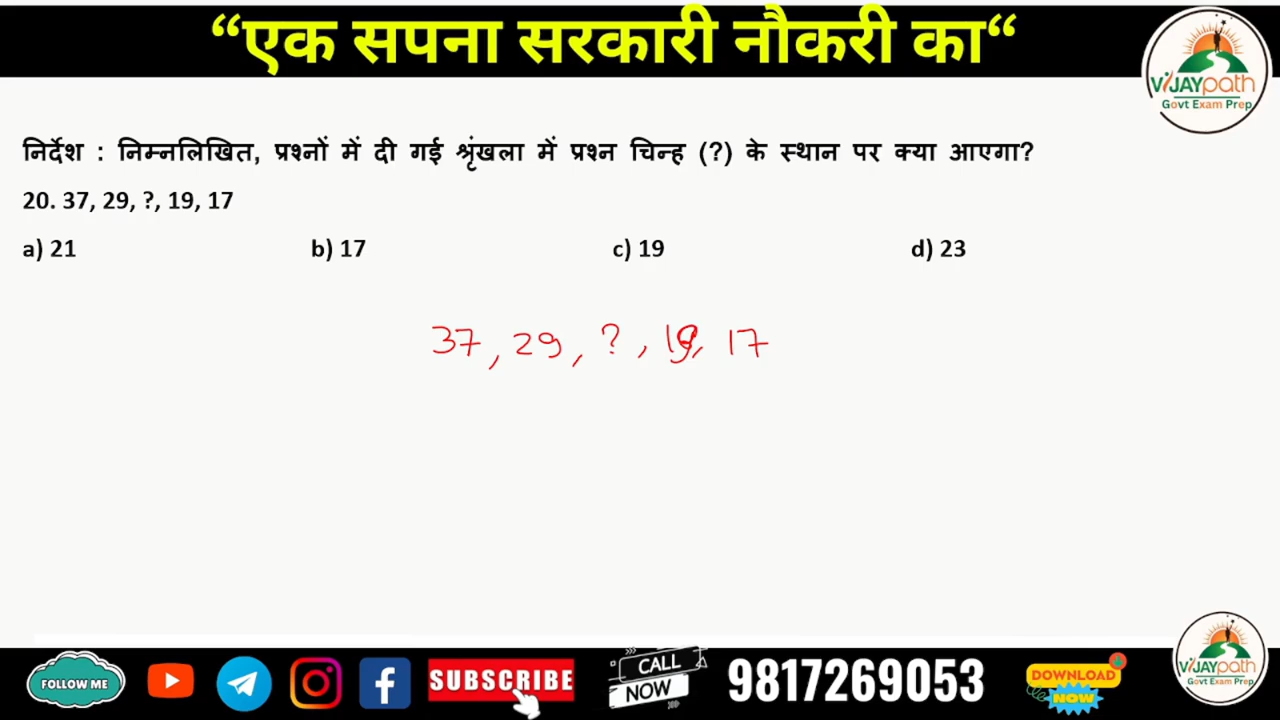 “एक सपना सरकारी नौकरी का“
VIJAYpath
Govt Exam Prep
निर्देश : निम्नलिखित, प्रश्नों में दी गई श्रृंखला में प्रश्न चिन्ह (?) के स्थान पर क्या आएगा?
20. 37, 29, ?, 19, 17
a) 21 b) 17 c) 19 d) 23
37, 29, ?, 19, 17
VIJAYpath
Govt Exam Prep
FOLLOW ME SUBSCRIBE CALL NOW 9817269053 DOWNLOAD NOW